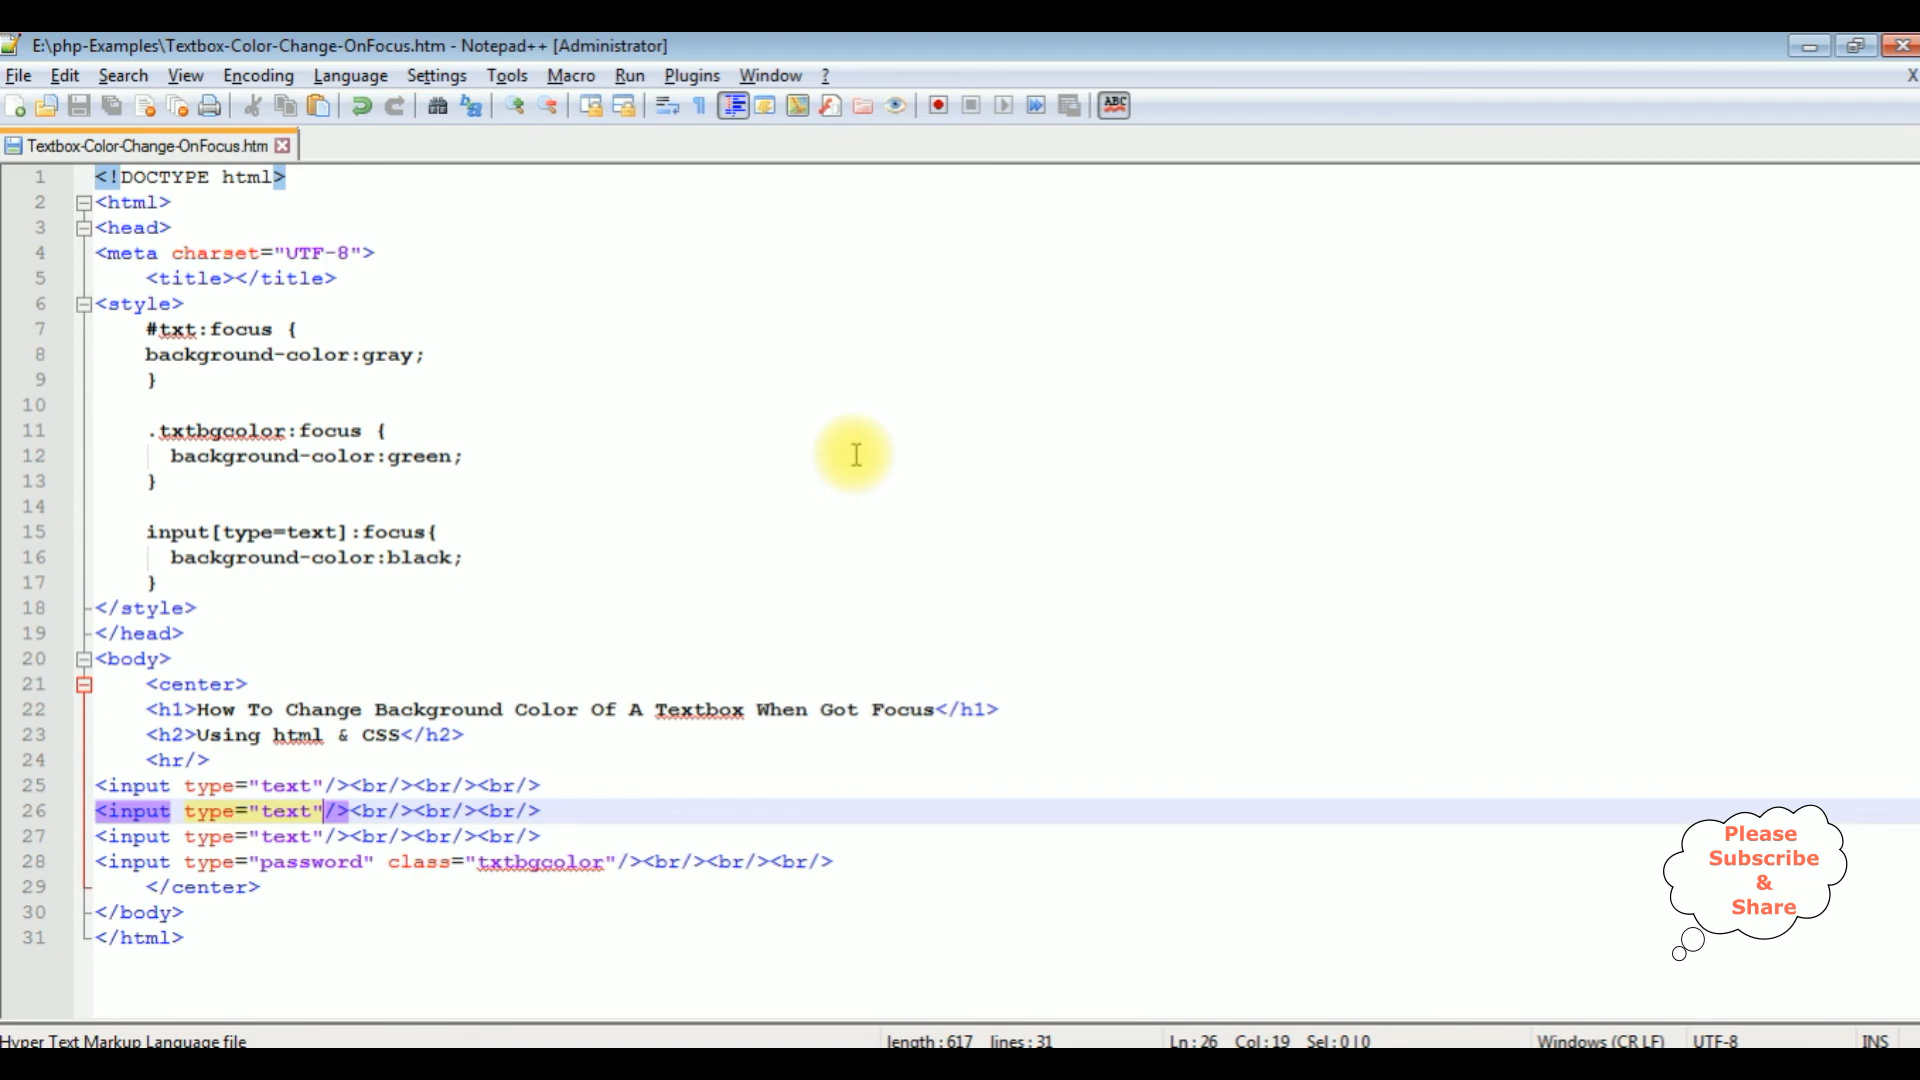 E:\php-Examples\Textbox-Color-Change-OnFocus.htm - Notepad++ [Administrator]
File Edit Search View Encoding Language Settings Tools Macro Run Plugins Window ?
X
ABC
Textbox-Color-Change-OnFocus.htm
1 <!DOCTYPE html>
2 <html>
3 <head>
4 <meta charset="UTF-8">
5 <title></title>
6 <style>
7 #txt:focus {
8 background-color:gray;
9 }
10
11 .txtbgcolor:focus {
12 background-color:green;
13 }
14
15 input[type=text]:focus{
16 background-color:black;
17 }
18 </style>
19 </head>
20 <body>
21 <center>
22 <h1>How To Change Background Color Of A Textbox When Got Focus</h1>
23 <h2>Using html & CSS</h2>
24 <hr/>
25 <input type="text"/><br/><br/><br/>
26 <input type="text"/><br/><br/><br/>
27 <input type="text"/><br/><br/><br/>
28 <input type="password" class="txtbgcolor"/><br/><br/><br/>
29 </center>
30 </body>
31 </html>
Please
Subscribe
&
Share
Hyper Text Markup Language file length : 617 lines : 31 Ln : 26 Col : 19 Sel : 0 | 0 Windows (CR LF) UTF-8 INS